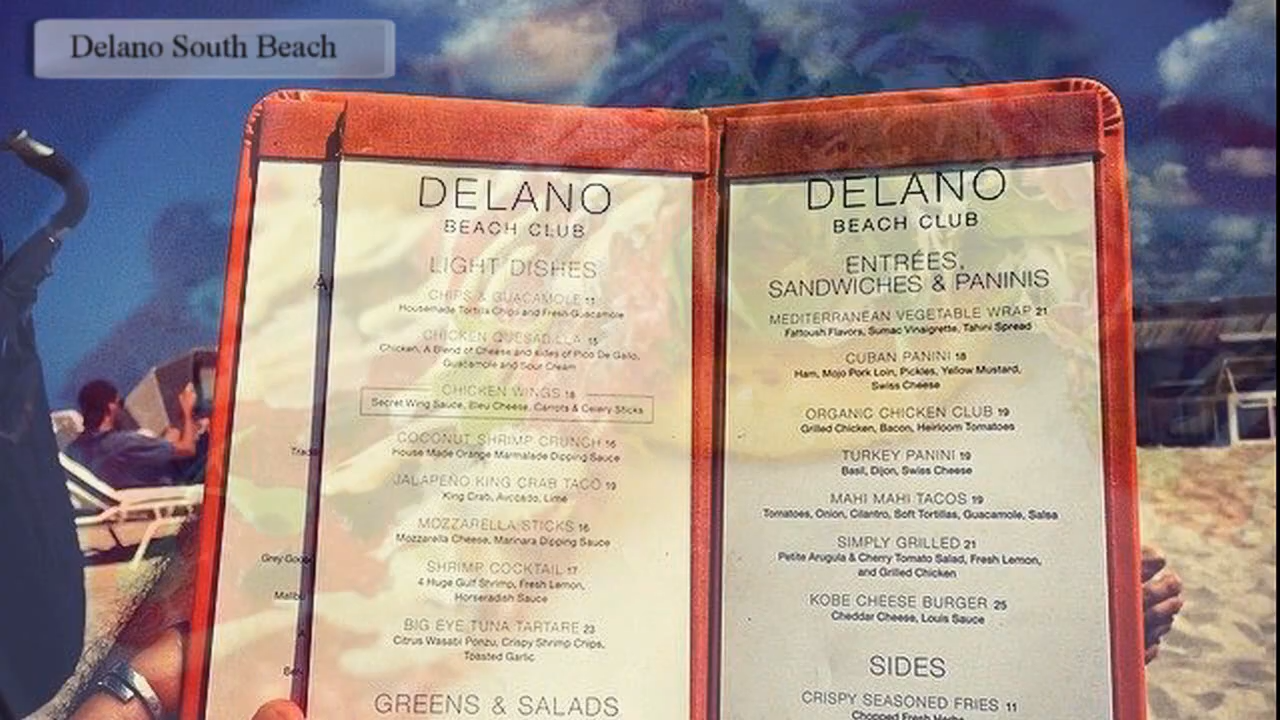 Delano South Beach
DELANO
BEACH CLUB
LIGHT DISHES
CHIPS & GUACAMOLE 11
Housemade Tortilla Chips and Fresh Guacamole
CHICKEN QUESADILLA 15
Chicken, A Blend of Cheese and sides of Pico De Gallo,
Guacamole and Sour Cream
CHICKEN WINGS 18
Secret Wing Sauce, Bleu Cheese, Carrots & Celery Sticks
COCONUT SHRIMP CRUNCH 16
House Made Orange Marmalade Dipping Sauce
JALAPEÑO KING CRAB TACO 19
King Crab, Avocado, Lime
MOZZARELLA STICKS 16
Mozzarella Cheese, Marinara Dipping Sauce
SHRIMP COCKTAIL 17
4 Huge Gulf Shrimp, Fresh Lemon,
Horseradish Sauce
BIG EYE TUNA TARTARE 23
Citrus Wasabi Ponzu, Crispy Shrimp Chips,
Toasted Garlic
GREENS & SALADS
DELANO
BEACH CLUB
ENTRÉES,
SANDWICHES & PANINIS
MEDITERRANEAN VEGETABLE WRAP 21
Fattoush Flavors, Sumac Vinaigrette, Tahini Spread
CUBAN PANINI 18
Ham, Mojo Pork Loin, Pickles, Yellow Mustard,
Swiss Cheese
ORGANIC CHICKEN CLUB 19
Grilled Chicken, Bacon, Heirloom Tomatoes
TURKEY PANINI 19
Basil, Dijon, Swiss Cheese
MAHI MAHI TACOS 19
Tomatoes, Onion, Cilantro, Soft Tortillas, Guacamole, Salsa
SIMPLY GRILLED 21
Petite Arugula & Cherry Tomato Salad, Fresh Lemon,
and Grilled Chicken
KOBE CHEESE BURGER 25
Cheddar Cheese, Louis Sauce
SIDES
CRISPY SEASONED FRIES 11
Chopped Fresh Herbs
Grey Goo
Malibu